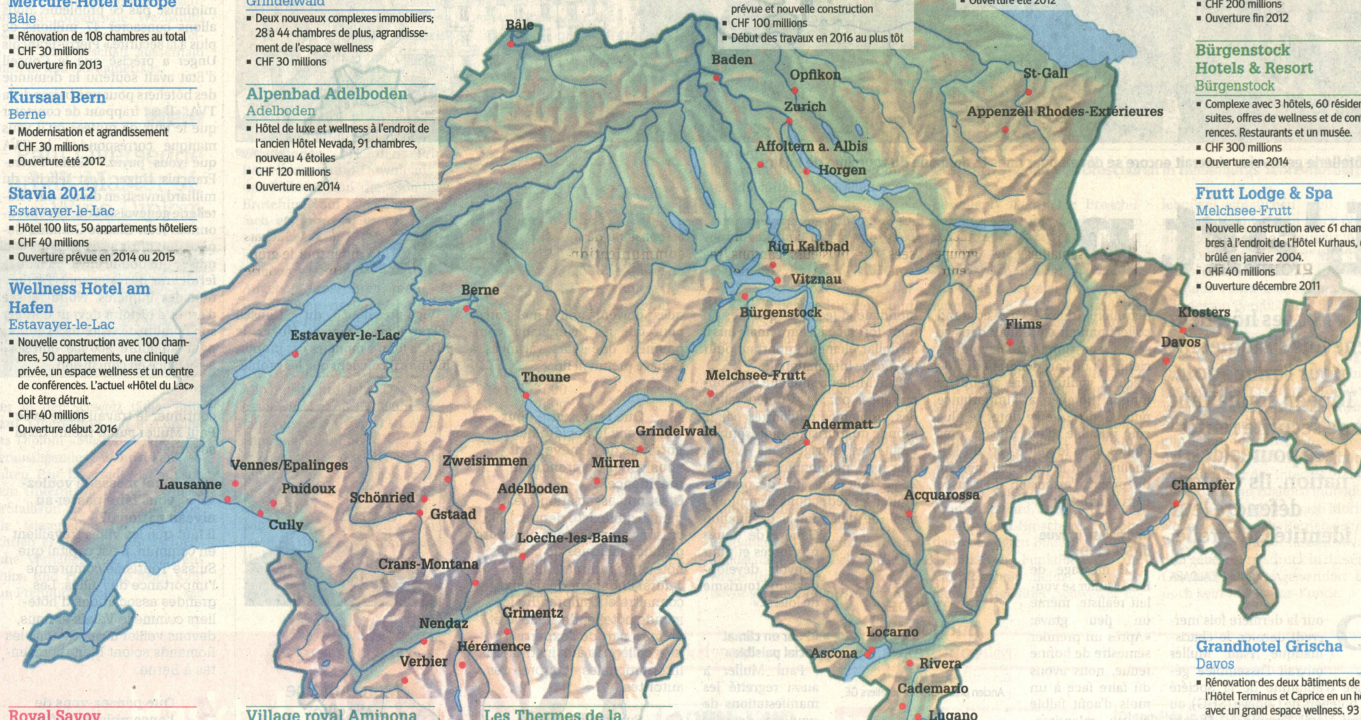 Mercure-Hôtel Europe
Bâle
▪ Rénovation de 108 chambres au total
▪ CHF 30 millions
▪ Ouverture fin 2013
Kursaal Bern
Berne
▪ Modernisation et agrandissement
▪ CHF 30 millions
▪ Ouverture été 2012
Stavia 2012
Estavayer-le-Lac
▪ Hôtel 100 lits, 50 appartements hôteliers
▪ CHF 40 millions
▪ Ouverture prévue en 2014 ou 2015
Wellness Hotel am
Hafen
Estavayer-le-Lac
▪ Nouvelle construction avec 100 cham-
bres, 50 appartements, une clinique
privée, un espace wellness et un centre
de conférences. L'actuel «Hôtel du Lac»
doit être détruit.
▪ CHF 40 millions
▪ Ouverture début 2016
Grindelwald
▪ Deux nouveaux complexes immobiliers;
28 à 44 chambres de plus, agrandisse-
ment de l'espace wellness
▪ CHF 30 millions
Alpenbad Adelboden
Adelboden
▪ Hôtel de luxe et wellness à l'endroit de
l'ancien Hôtel Nevada, 91 chambres,
nouveau 4 étoiles
▪ CHF 120 millions
▪ Ouverture en 2014
prévue et nouvelle construction
▪ CHF 100 millions
▪ Début des travaux en 2016 au plus tôt
▪ Ouverture été 2012
▪ CHF 200 millions
▪ Ouverture fin 2012
Bürgenstock
Hotels & Resort
Bürgenstock
▪ Complexe avec 3 hôtels, 60 résiden
suites, offres de wellness et de con
rences. Restaurants et un musée.
▪ CHF 300 millions
▪ Ouverture en 2014
Frutt Lodge & Spa
Melchsee-Frutt
▪ Nouvelle construction avec 61 cham
bres à l'endroit de l'Hôtel Kurhaus,
brûlé en janvier 2004.
▪ CHF 40 millions
▪ Ouverture décembre 2011
Grandhotel Grischa
Davos
▪ Rénovation des deux bâtiments de
l'Hôtel Terminus et Caprice en un h
avec un grand espace wellness. 93
Bâle
Baden
Opfikon
St-Gall
Zurich
Appenzell Rhodes-Extérieures
Affoltern a. Albis
Horgen
Rigi Kaltbad
Vitznau
Berne
Bürgenstock
Klosters
Flims
Estavayer-le-Lac
Davos
Thoune
Melchsee-Frutt
Andermatt
Grindelwald
Mürren
Zweisimmen
Vennes/Epalinges
Lausanne
Puidoux
Adelboden
Schönried
Champfèr
Acquarossa
Gstaad
Cully
Loèche-les-Bains
Crans-Montana
Grimentz
Nendaz
Locarno
Hérémence
Ascona
Verbier
Rivera
Cademario
Lugano
Royal Savoy
Village royal Aminona
Les Thermes de la